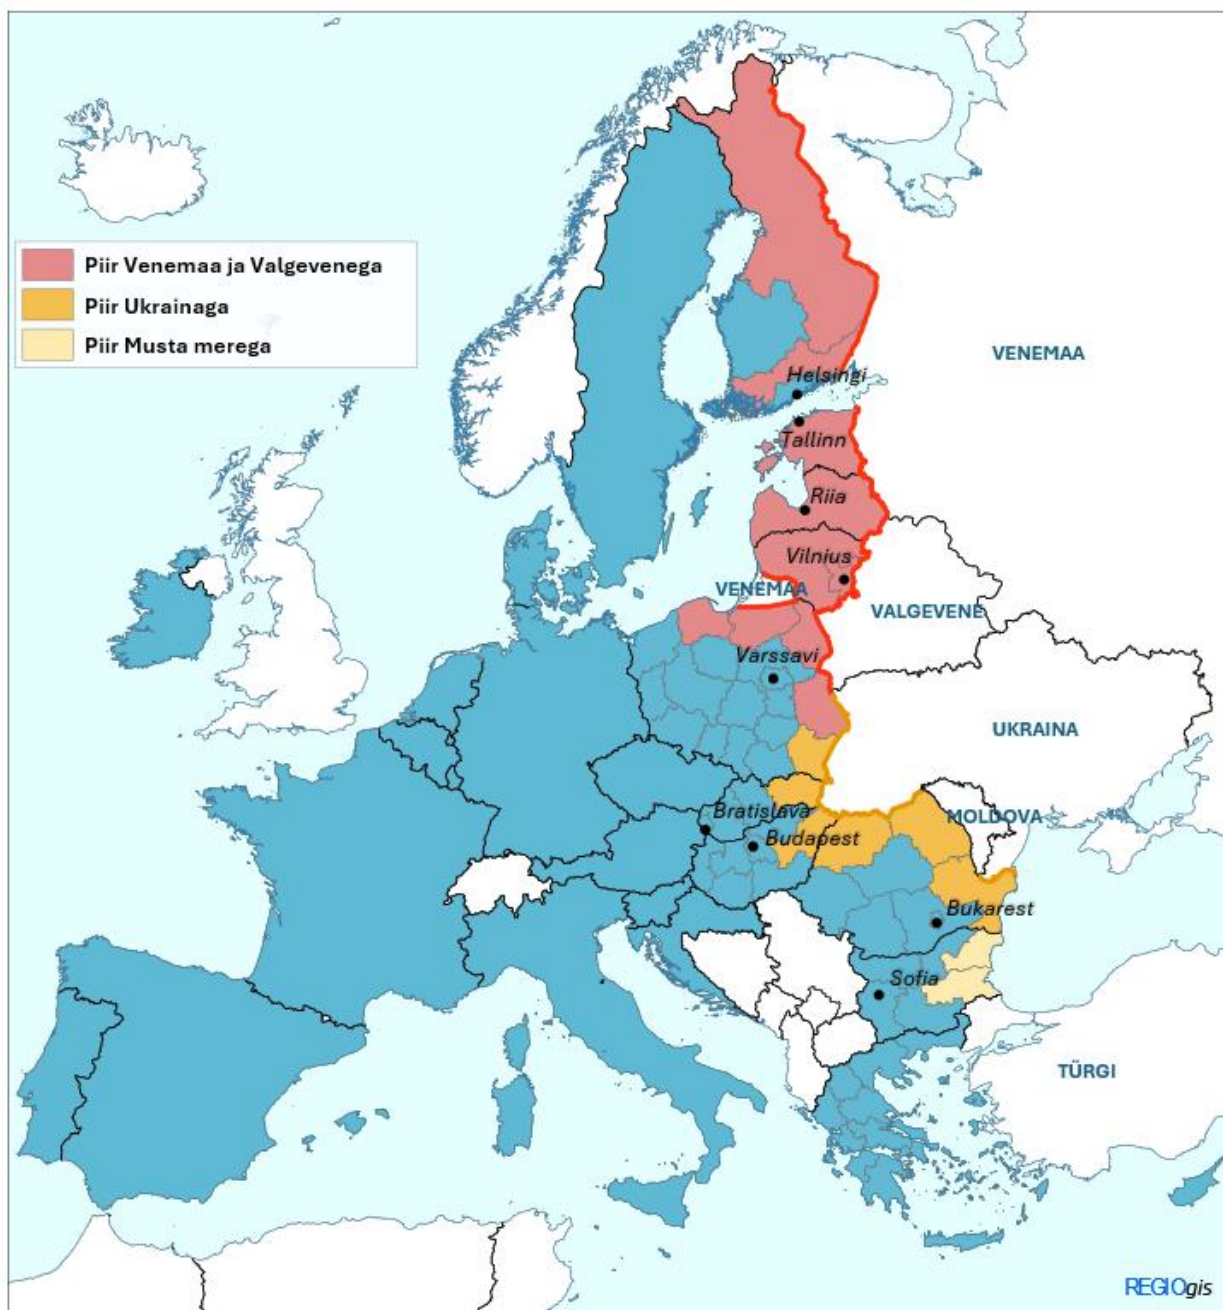 Piir Venemaa ja Valgevenega
Piir Ukrainaga
Piir Musta merega
VENEMAA
Helsingi
Tallinn
Riia
Vilnius
VENEMAA
VALGEVENE
Varssavi
UKRAINA
Bratislava
MOLDOVA
Budapest
Bukarest
Sofia
TÜRGI
REGIOgis